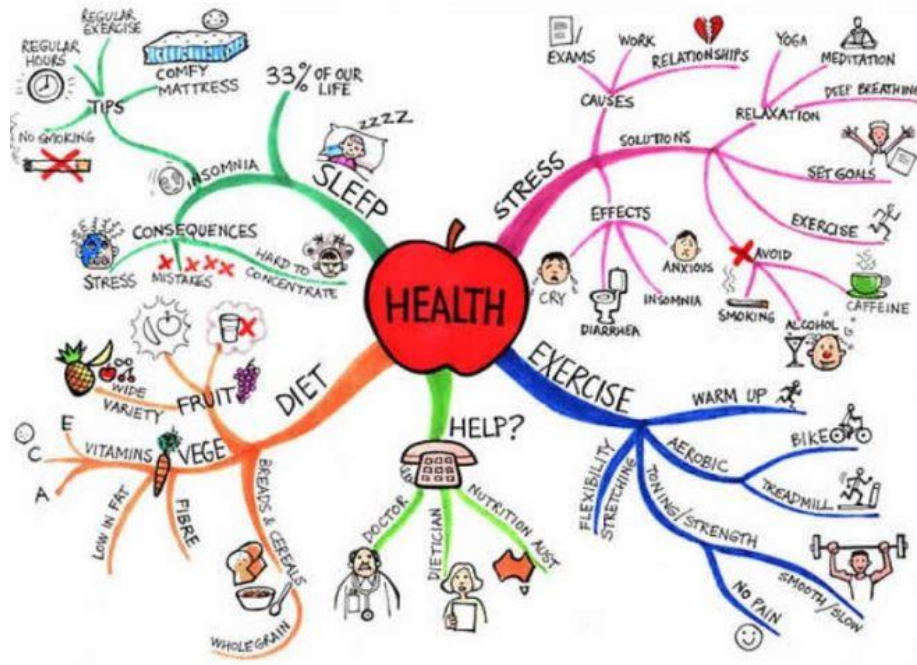 HEALTH
SLEEP
33% OF OUR
LIFE
ZZZZ
INSOMNIA
TIPS
REGULAR
HOURS
REGULAR
EXERCISE
COMFY
MATTRESS
NO SMOKING
CONSEQUENCES
STRESS
MISTAKES
HARD TO
CONCENTRATE
STRESS
CAUSES
EXAMS
WORK
RELATIONSHIPS
SOLUTIONS
RELAXATION
YOGA
MEDITATION
DEEP BREATHING
SET GOALS
EXERCISE
AVOID
SMOKING
ALCOHOL
CAFFEINE
EFFECTS
CRY
DIARRHEA
INSOMNIA
ANXIOUS
EXERCISE
WARM UP
AEROBIC
BIKE
TREADMILL
TONING/STRENGTH
SMOOTH/SLOW
NO PAIN
FLEXIBILITY
STRETCHING
HELP?
DOCTOR
DIETICIAN
NUTRITION AUST
DIET
FRUIT
WIDE
VARIETY
VEGE
VITAMINS
E
C
A
LOW IN FAT
FIBRE
BREADS & CEREALS
WHOLEGRAIN